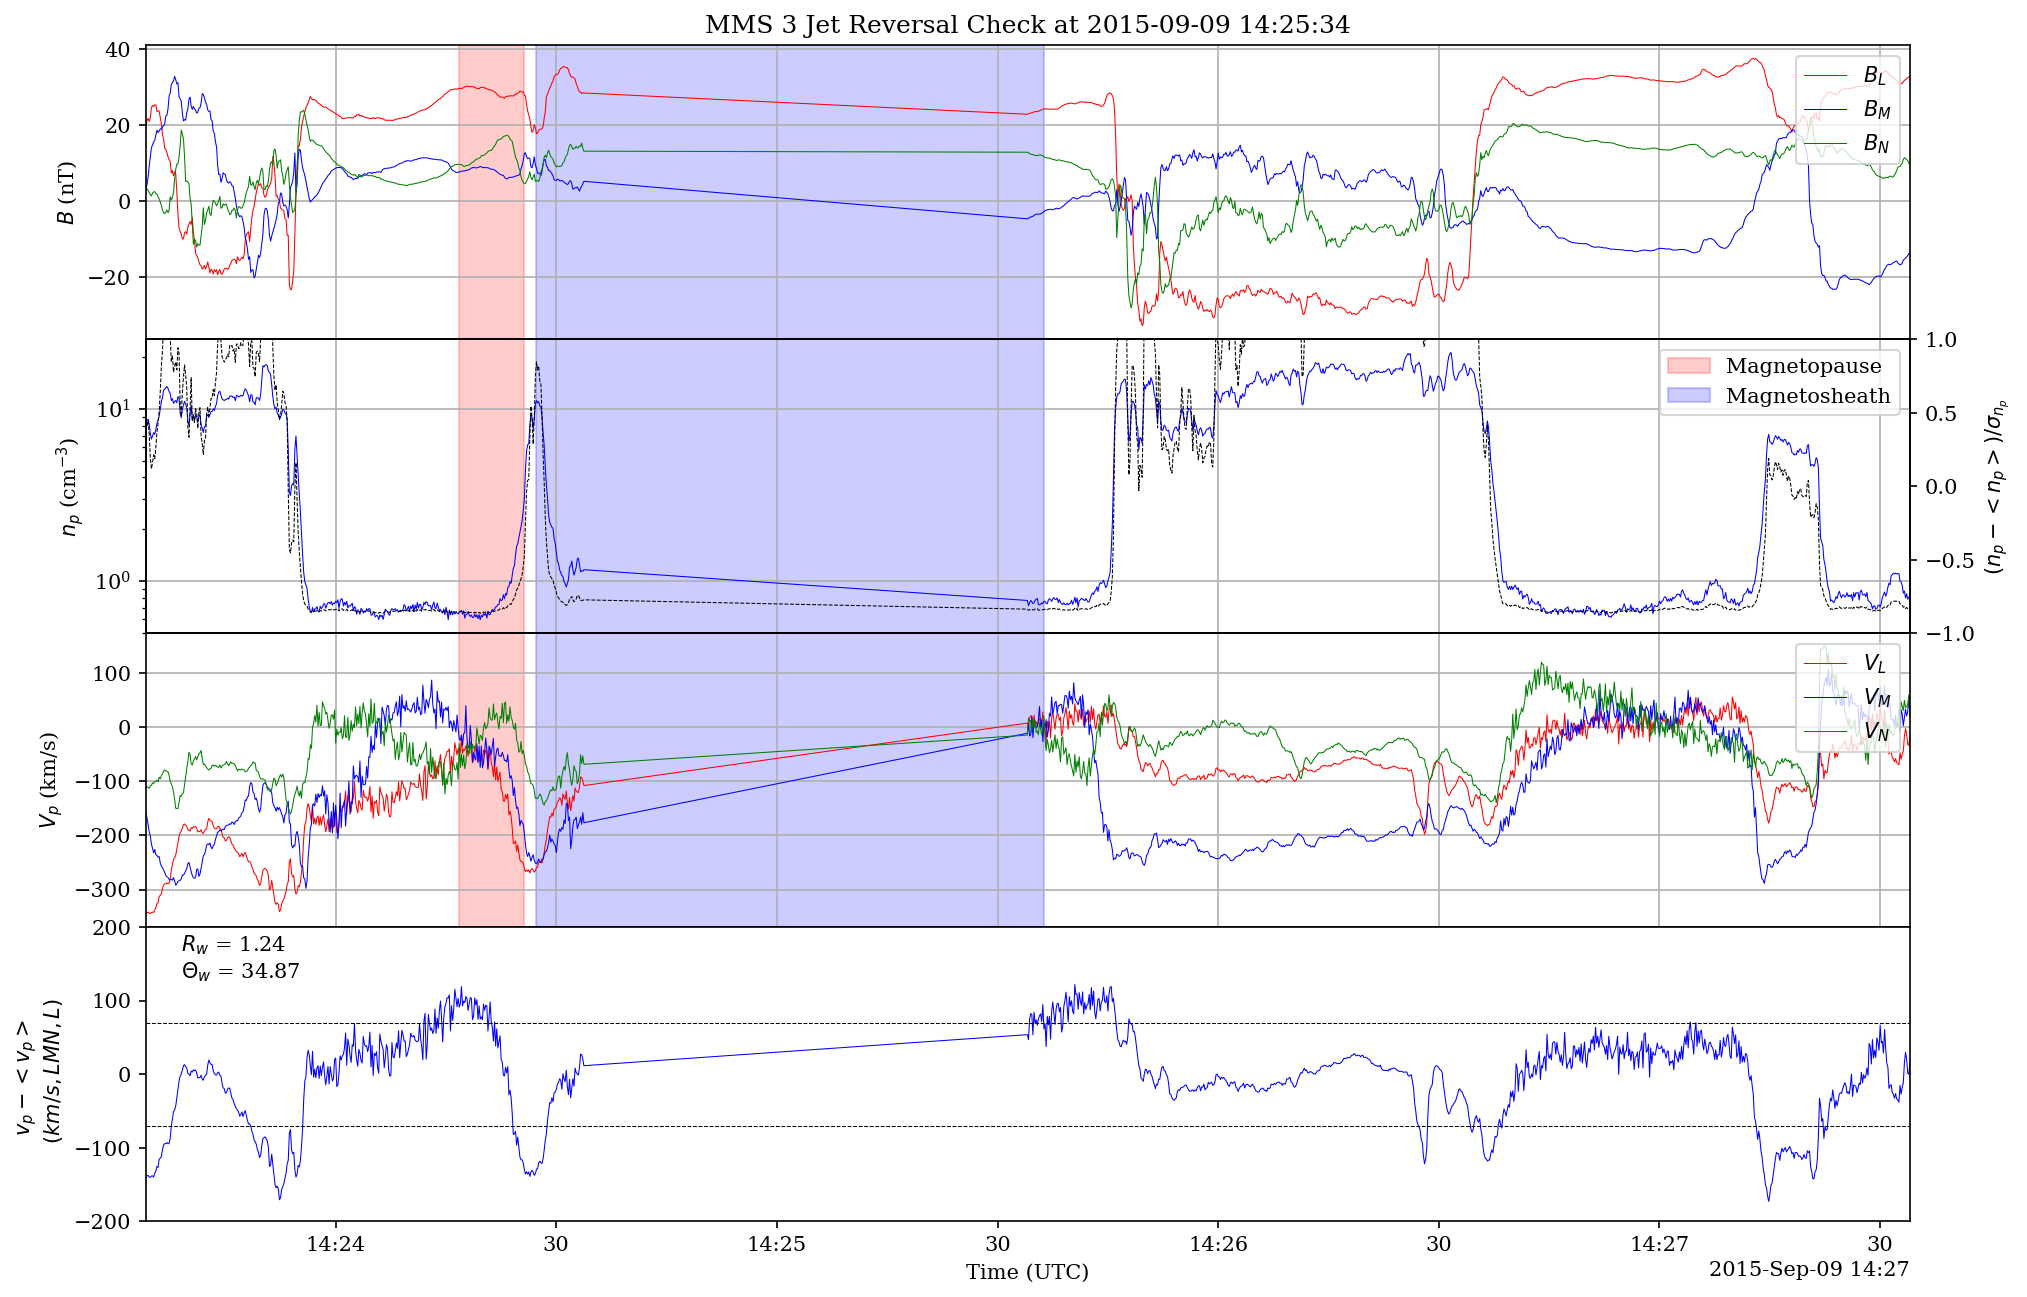 MMS 3 Jet Reversal Check at 2015-09-09 14:25:34
40
20
0
−20
B (nT)
B_L
B_M
B_N
10^1
10^0
n_p (cm^−3)
Magnetopause
Magnetosheath
1.0
0.5
0.0
−0.5
−1.0
(n_p − < n_p >)/σ_{n_p}
100
0
−100
−200
−300
V_p (km/s)
V_L
V_M
V_N
R_w = 1.24
Θ_w = 34.87
200
100
0
−100
−200
v_p − < v_p >
(km/s, LMN, L)
14:24
30
14:25
30
14:26
30
14:27
30
Time (UTC)
2015-Sep-09 14:27